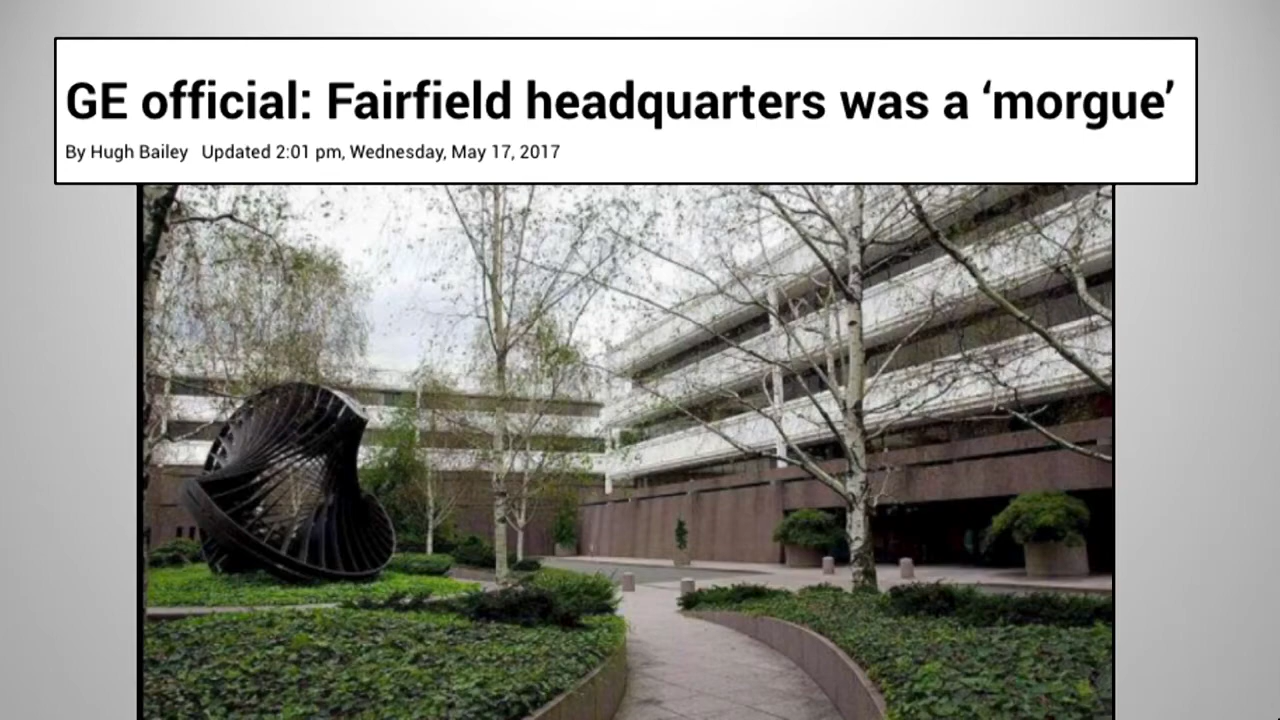 GE official: Fairfield headquarters was a ‘morgue’
By Hugh Bailey Updated 2:01 pm, Wednesday, May 17, 2017